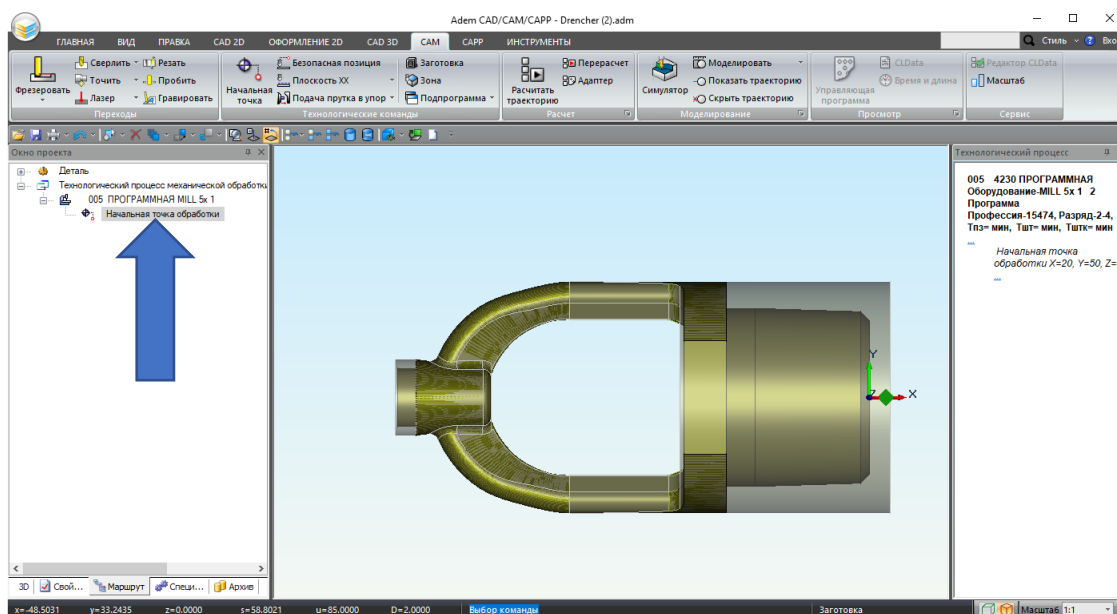 Adem CAD/CAM/CAPP - Drencher (2).adm
ГЛАВНАЯ ВИД ПРАВКА CAD 2D ОФОРМЛЕНИЕ 2D CAD 3D CAM CAPP ИНСТРУМЕНТЫ Стиль
Фрезеровать
Сверлить Резать
Точить Пробить
Лазер Гравировать
Переходы
Начальная
точка
Безопасная позиция
Плоскость XX
Подача прутка в упор
Заготовка
Зона
Подпрограмма
Технологические команды
Расчитать
траекторию
Перерасчет
Адаптер
Расчет
Симулятор
Моделировать
Показать траекторию
Скрыть траекторию
Моделирование
Управляющая
программа
CLData
Время и длина
Просмотр
Редактор CLData
Масштаб
Сервис
Окно проекта
Деталь
Технологический процесс механической обработки
005 ПРОГРАММНАЯ MILL 5x 1
Начальная точка обработки
3D Свой... Маршрут Специ... Архив
Y
Z X
Технологический процесс
005 4230 ПРОГРАММНАЯ
Оборудование-MILL 5x 1 2
Программа
Профессия-15474, Разряд-2-4,
Тпз= мин, Тшт= мин, Тштк= мин
...
Начальная точка
обработки X=20, Y=50, Z=
...
x=-48.5031 y=33.2435 z=0.0000 s=58.8021 u=85.0000 D=2.0000 Выбор команды Заготовка Масштаб 1:1